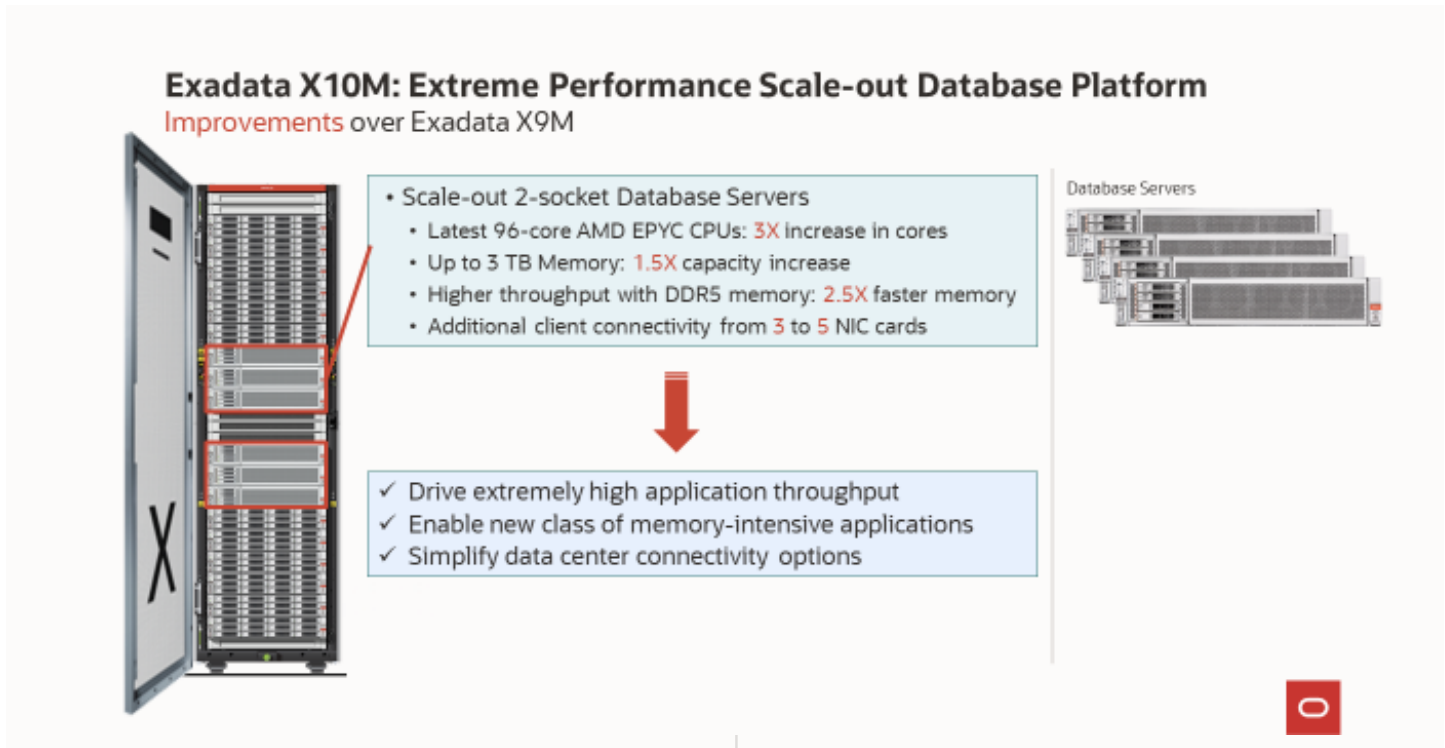 Exadata X10M: Extreme Performance Scale-out Database Platform
Improvements over Exadata X9M
• Scale-out 2-socket Database Servers
• Latest 96-core AMD EPYC CPUs: 3X increase in cores
• Up to 3 TB Memory: 1.5X capacity increase
• Higher throughput with DDR5 memory: 2.5X faster memory
• Additional client connectivity from 3 to 5 NIC cards
✓ Drive extremely high application throughput
✓ Enable new class of memory-intensive applications
✓ Simplify data center connectivity options
Database Servers
X